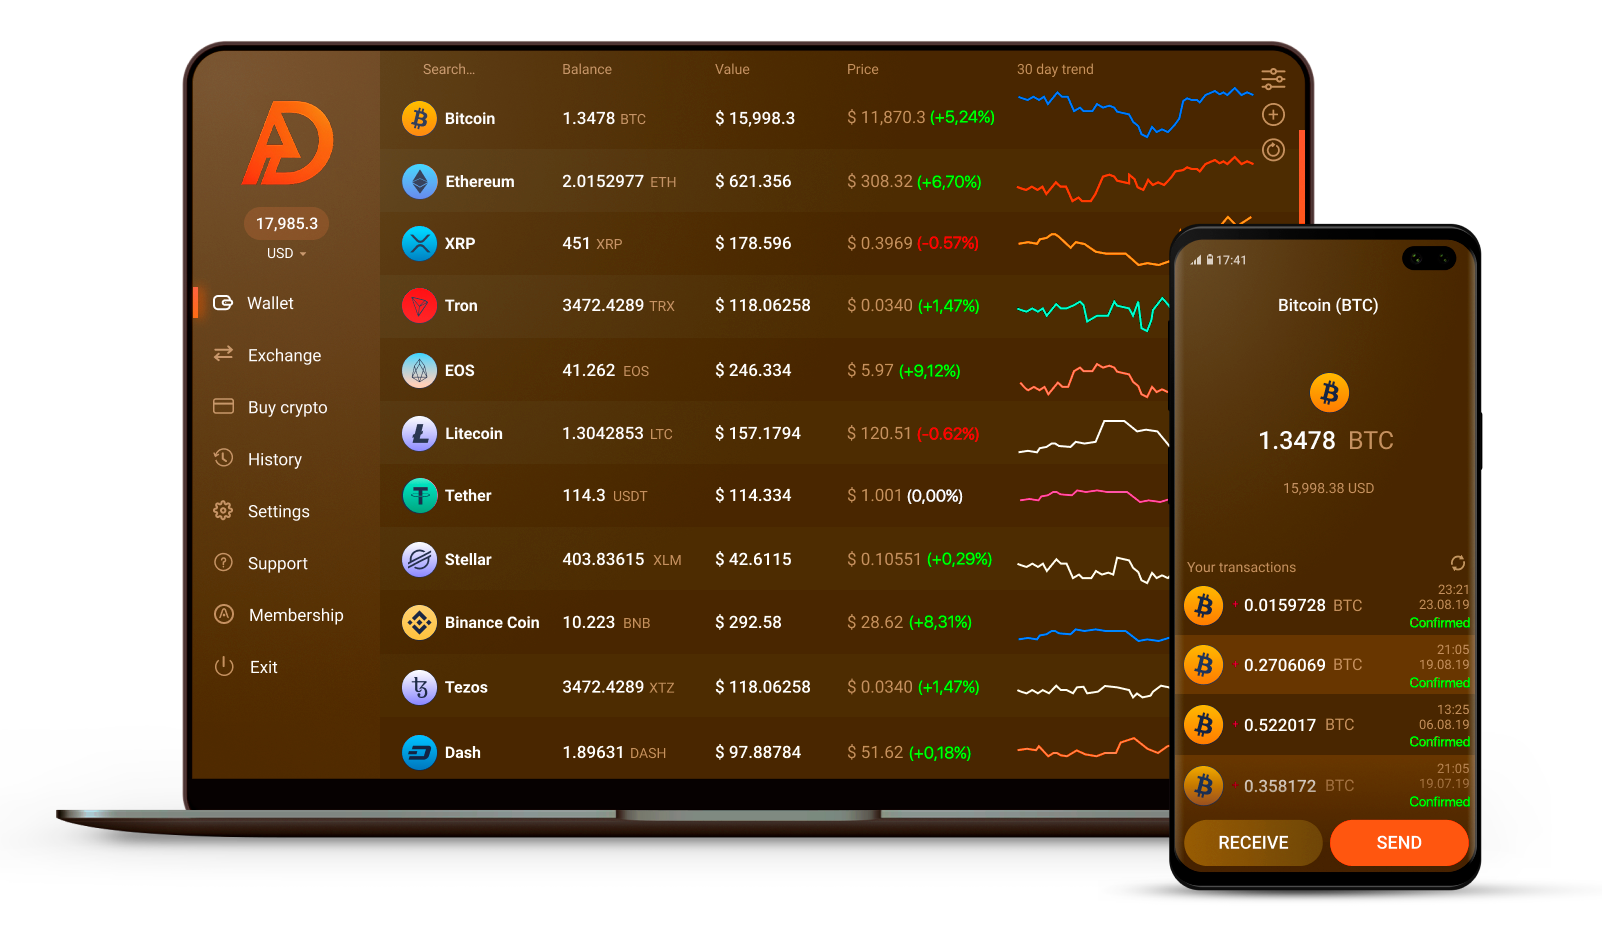 Search... Balance Value Price 30 day trend
17,985.3
USD
Wallet
Exchange
Buy crypto
History
Settings
Support
Membership
Exit
Bitcoin 1.3478 BTC $ 15,998.3 $ 11,870.3 (+5,24%)
Ethereum 2.0152977 ETH $ 621.356 $ 308.32 (+6,70%)
XRP 451 XRP $ 178.596 $ 0.3969 (-0.57%)
Tron 3472.4289 TRX $ 118.06258 $ 0.0340 (+1,47%)
EOS 41.262 EOS $ 246.334 $ 5.97 (+9,12%)
Litecoin 1.3042853 LTC $ 157.1794 $ 120.51 (-0.62%)
Tether 114.3 USDT $ 114.334 $ 1.001 (0,00%)
Stellar 403.83615 XLM $ 42.6115 $ 0.10551 (+0,29%)
Binance Coin 10.223 BNB $ 292.58 $ 28.62 (+8,31%)
Tezos 3472.4289 XTZ $ 118.06258 $ 0.0340 (+1,47%)
Dash 1.89631 DASH $ 97.88784 $ 51.62 (+0,18%)
17:41
Bitcoin (BTC)
1.3478 BTC
15,998.38 USD
Your transactions
0.0159728 BTC
23:21
23.08.19
Confirmed
0.2706069 BTC
21:05
19.08.19
Confirmed
0.522017 BTC
13:25
06.08.19
Confirmed
0.358172 BTC
21:05
19.07.19
Confirmed
RECEIVE SEND